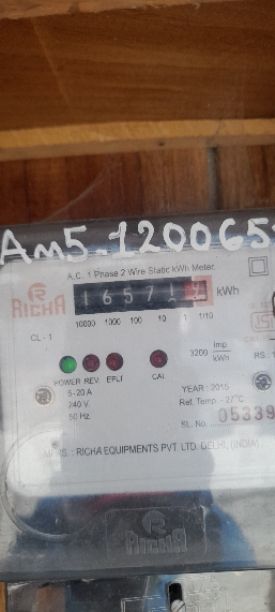 Am5-120065
A.C. 1 Phase 2 Wire Static kWh Meter
RICHA
kWh
10000 1000 100 10 1 1/10
CL - 1
3200 imp/kWh
POWER REV. EPLI CAL
RS.
5-20 A
240 V
50 Hz
YEARː 2015
Ref. Temp. - 27°C
SL. No. 05339
RICHA EQUIPMENTS PVT. LTD. DELHI, (INDIA)
RICHA